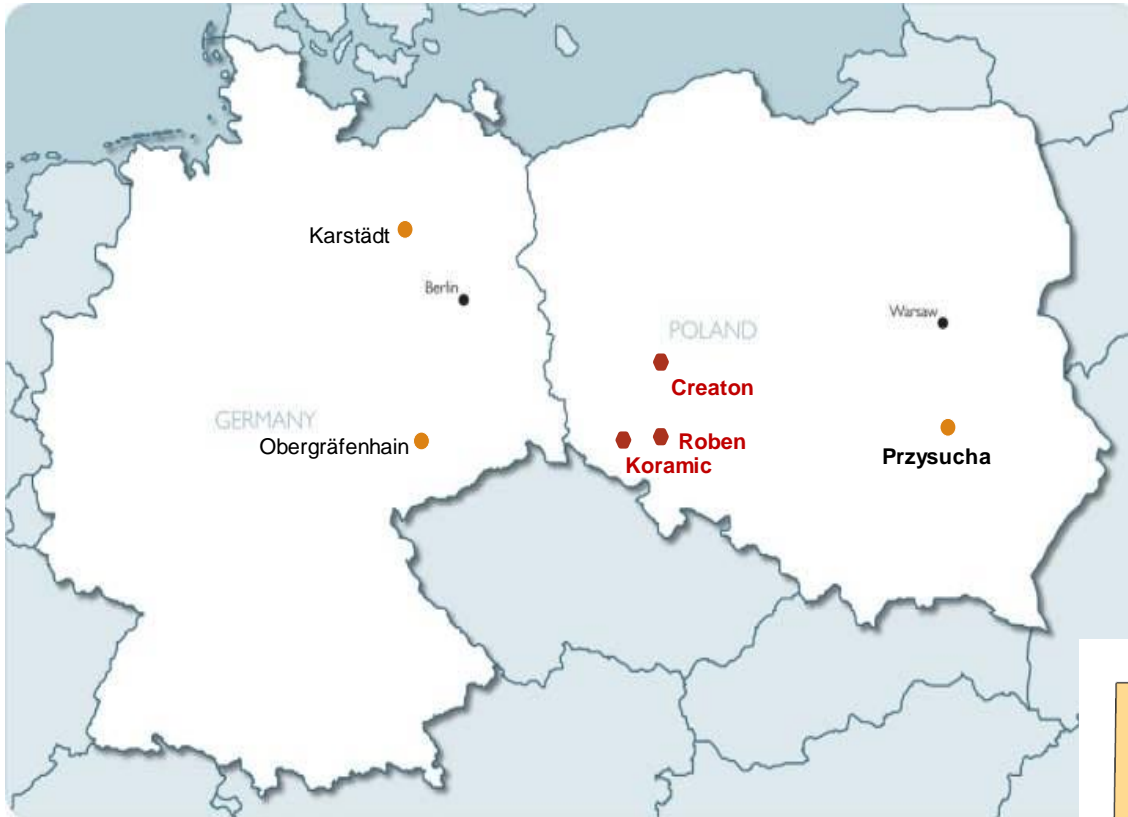 Karstädt
Berlin
Warsaw
POLAND
Creaton
GERMANY
Obergräfenhain
Roben
Koramic
Przysucha